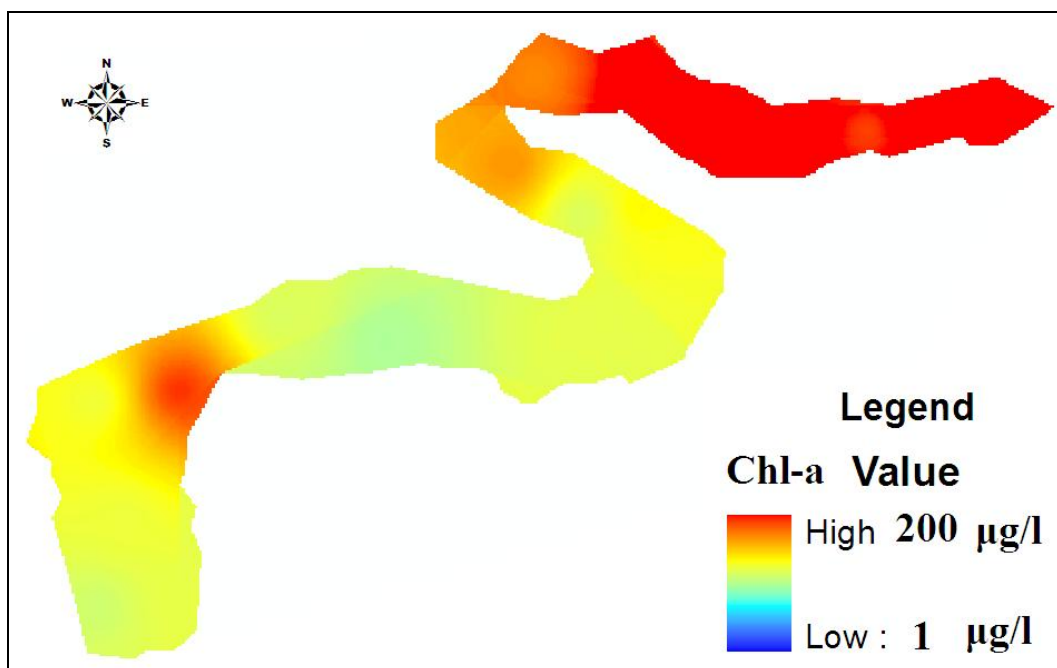 N
W E
S
Legend
Chl-a Value
High 200 µg/l
Low : 1 µg/l